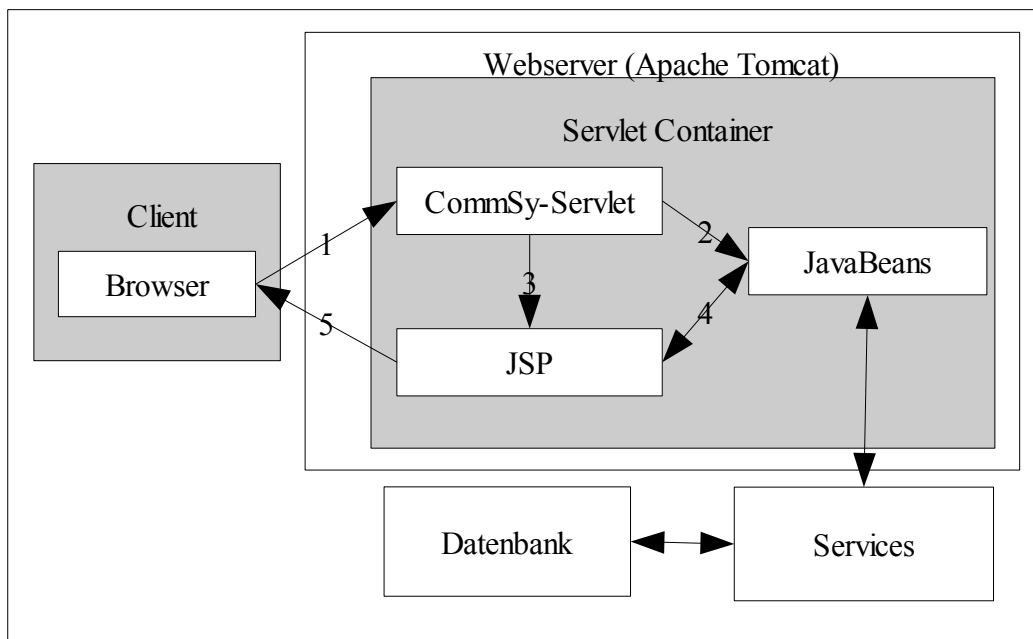 Webserver (Apache Tomcat)
Servlet Container
Client
Browser
CommSy-Servlet
JavaBeans
JSP
1
2
3
4
5
Datenbank
Services